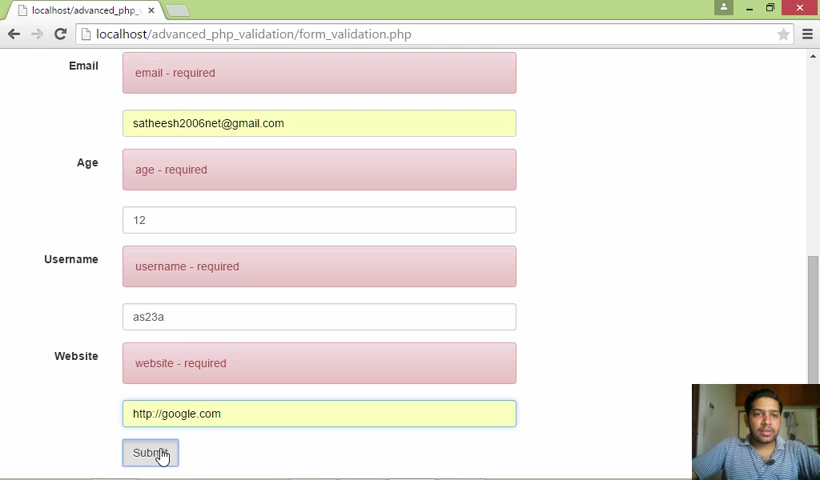 localhost/advanced_php_
localhost/advanced_php_validation/form_validation.php
Email
email - required
satheesh2006net@gmail.com
Age
age - required
12
Username
username - required
as23a
Website
website - required
http://google.com
Submit